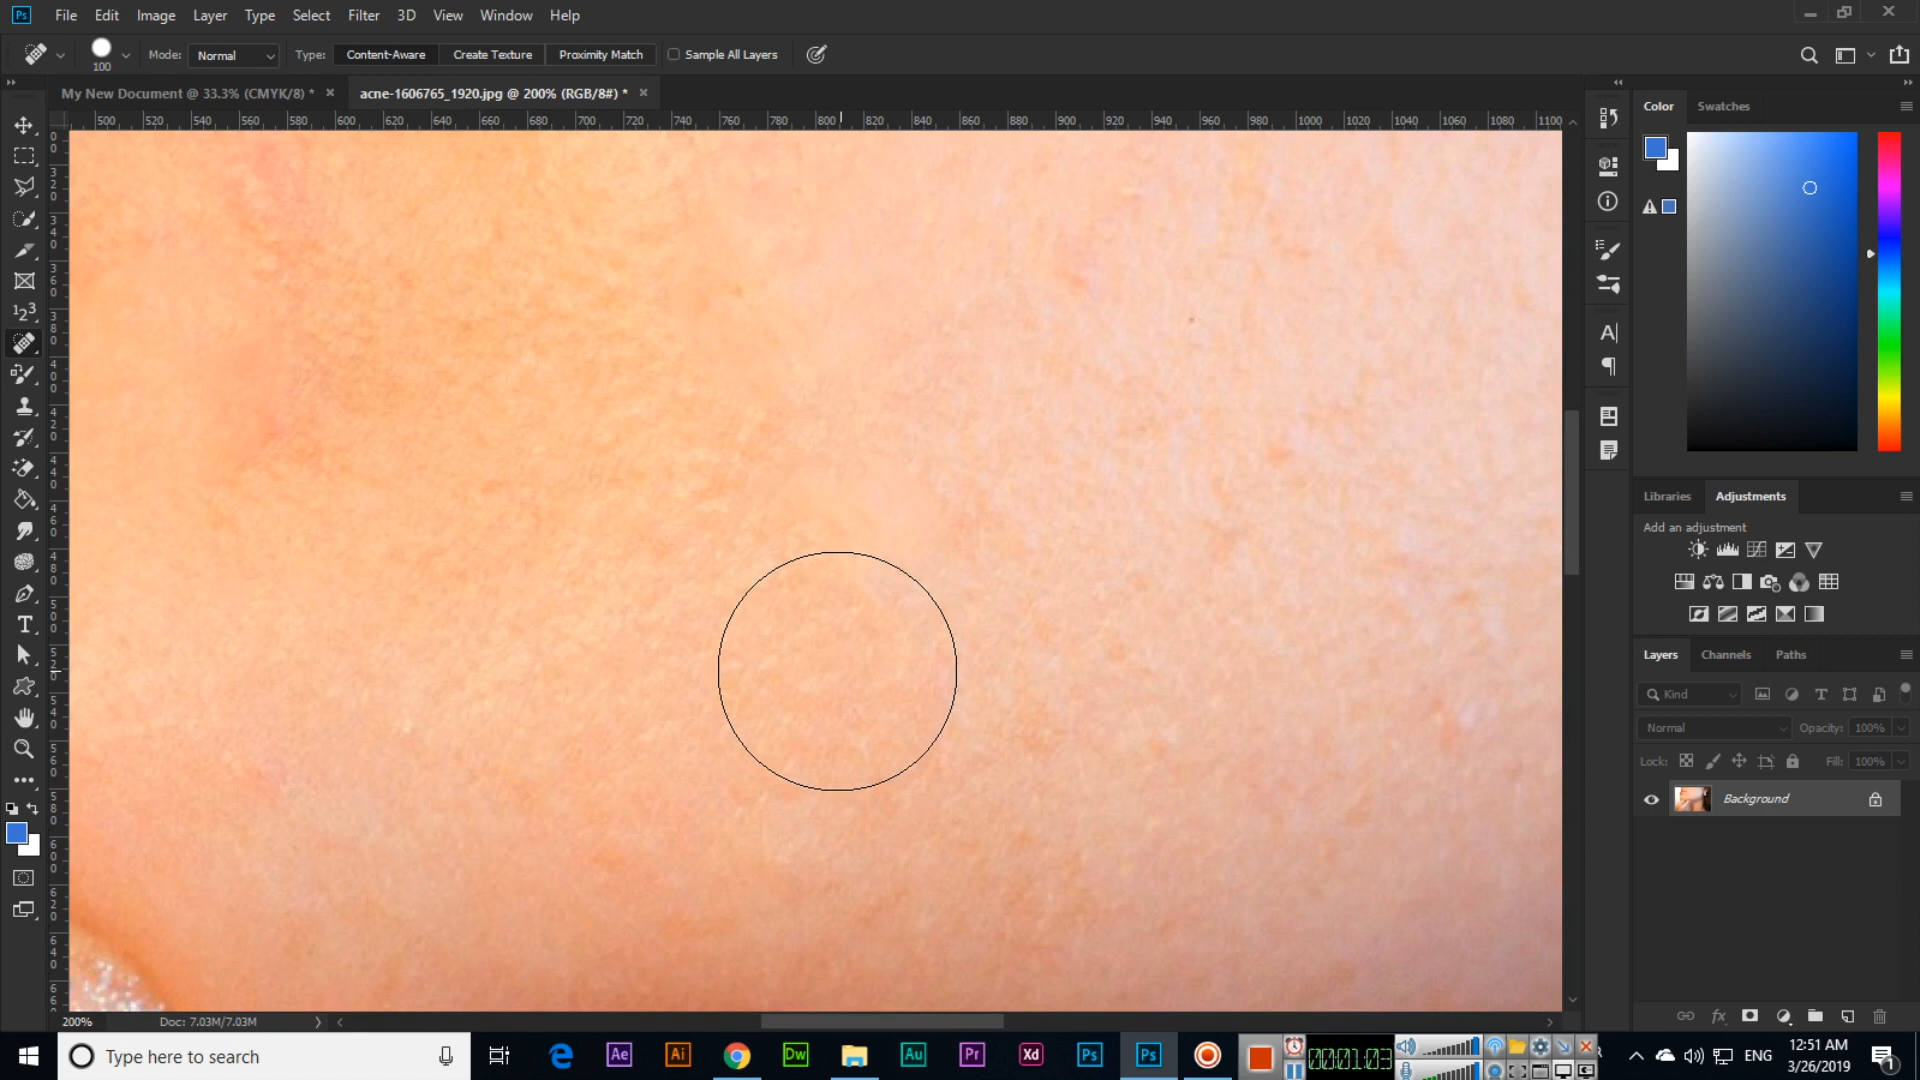 Ps File Edit Image Layer Type Select Filter 3D View Window Help
100 Mode: Normal Type: Content-Aware Create Texture Proximity Match Sample All Layers
My New Document @ 33.3% (CMYK/8) * × acne-1606765_1920.jpg @ 200% (RGB/8#) * ×
500 520 540 560 580 600 620 640 660 680 700 720 740 760 780 800 820 840 860 880 900 920 940 960 980 1000 1020 1040 1060 1080 1100
Color Swatches
Libraries Adjustments
Add an adjustment
Layers Channels Paths
Kind
Normal Opacity: 100%
Lock: Fill: 100%
Background
200% Doc: 7.03M/7.03M
Type here to search Ae Ai Dw Au Pr Xd Ps Ps 00:01:03 ENG
12:51 AM
3/26/2019
1